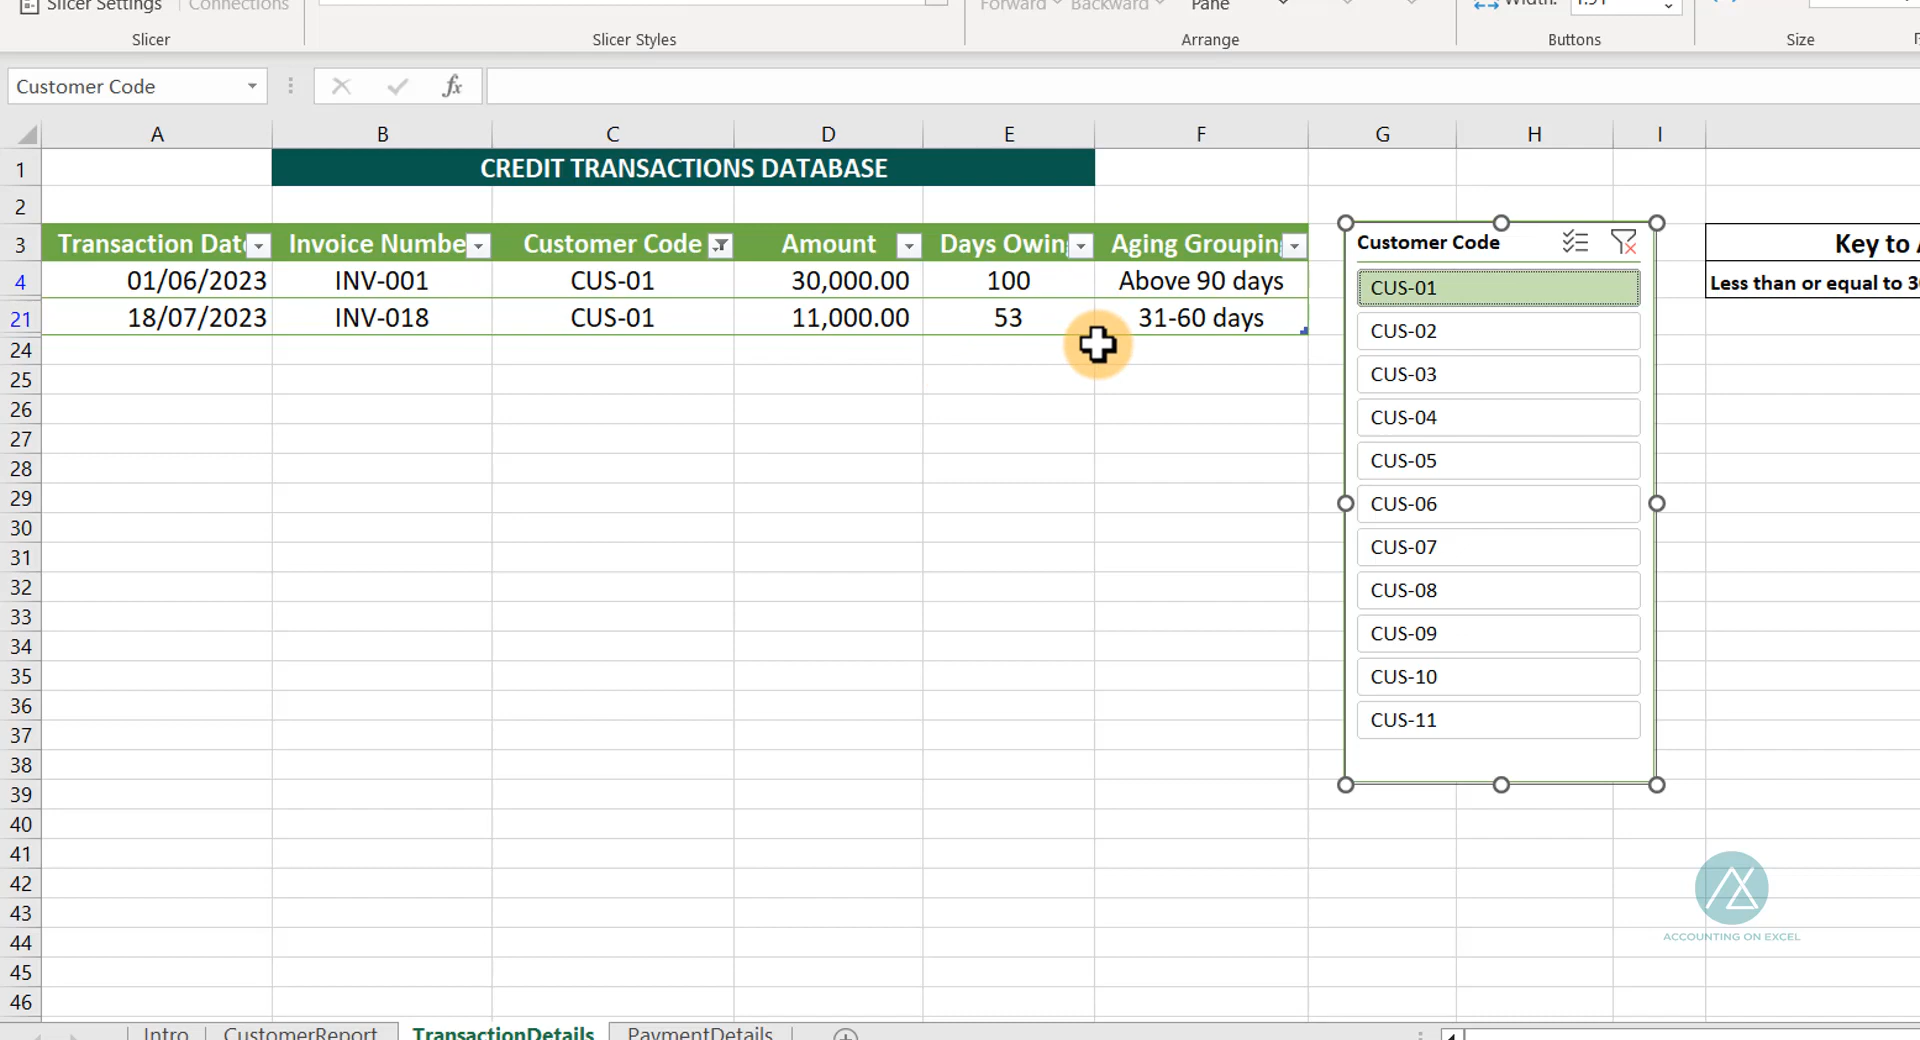 Slicer Settings Connections Forward Backward Pane Width:
Slicer Slicer Styles Arrange Buttons Size
Customer Code fx
A B C D E F G H I
1 CREDIT TRANSACTIONS DATABASE
2
3 Transaction Dat Invoice Numbe Customer Code Amount Days Owin Aging Groupin
4 01/06/2023 INV-001 CUS-01 30,000.00 100 Above 90 days
21 18/07/2023 INV-018 CUS-01 11,000.00 53 31-60 days
24
25
26
27
28
29
30
31
32
33
34
35
36
37
38
39
40
41
42
43
44
45
46
Customer Code
CUS-01
CUS-02
CUS-03
CUS-04
CUS-05
CUS-06
CUS-07
CUS-08
CUS-09
CUS-10
CUS-11
Key to
Less than or equal to
ACCOUNTING ON EXCEL
Intro CustomerReport TransactionDetails PaymentDetails